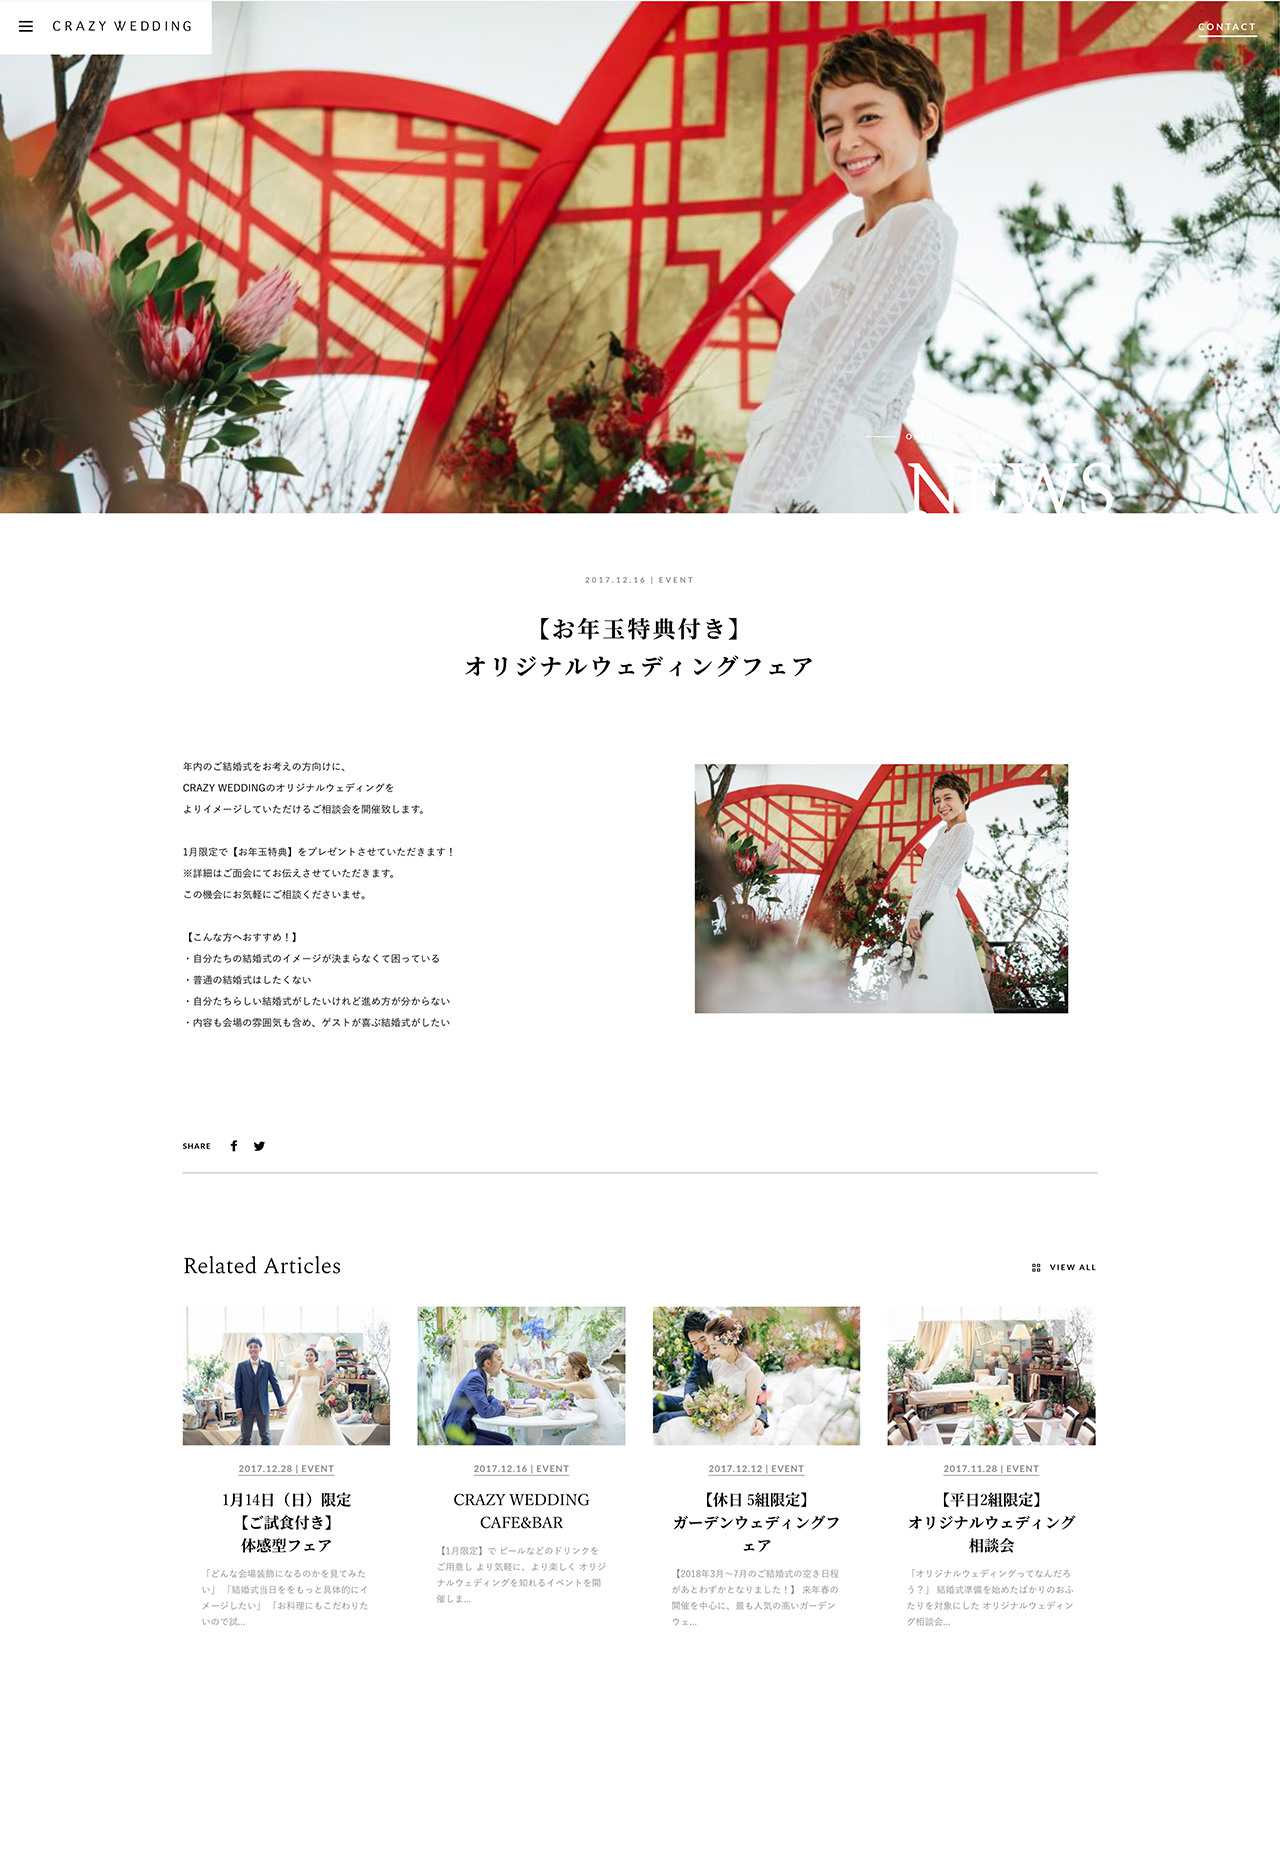 CRAZY WEDDING
CONTACT
NEWS
2017.12.16 | EVENT
【お年玉特典付き】
オリジナルウェディングフェア
年内のご結婚式をお考えの方向けに、
CRAZY WEDDINGのオリジナルウェディングを
よりイメージしていただけるご相談会を開催致します。
1月限定で【お年玉特典】をプレゼントさせていただきます！
※詳細はご面会にてお伝えさせていただきます。
この機会にお気軽にご相談くださいませ。
【こんな方へおすすめ！】
・自分たちの結婚式のイメージが決まらなくて困っている
・普通の結婚式はしたくない
・自分たちらしい結婚式がしたいけれど進め方が分からない
・内容も会場の雰囲気も含め、ゲストが喜ぶ結婚式がしたい
SHARE
Related Articles
VIEW ALL
2017.12.28 | EVENT
1月14日（日）限定
【ご試食付き】
体感型フェア
「どんな会場装飾になるのかを見てみた
い」 「結婚式当日ををもっと具体的にイ
メージしたい」 「お料理にもこだわりた
いので試...
2017.12.16 | EVENT
CRAZY WEDDING
CAFE&BAR
【1月限定】で ビールなどのドリンクを
ご用意し より気軽に、より楽しく オリジ
ナルウェディングを知れるイベントを開
催しま...
2017.12.12 | EVENT
【休日 5組限定】
ガーデンウェディングフ
ェア
【2018年3月〜7月のご結婚式の空き日程
があとわずかとなりました！】 来年春の
開催を中心に、最も人気の高いガーデン
ウェ...
2017.11.28 | EVENT
【平日2組限定】
オリジナルウェディング
相談会
「オリジナルウェディングってなんだろ
う？」 結婚式準備を始めたばかりのおふ
たりを対象にした オリジナルウェディン
グ相談会...